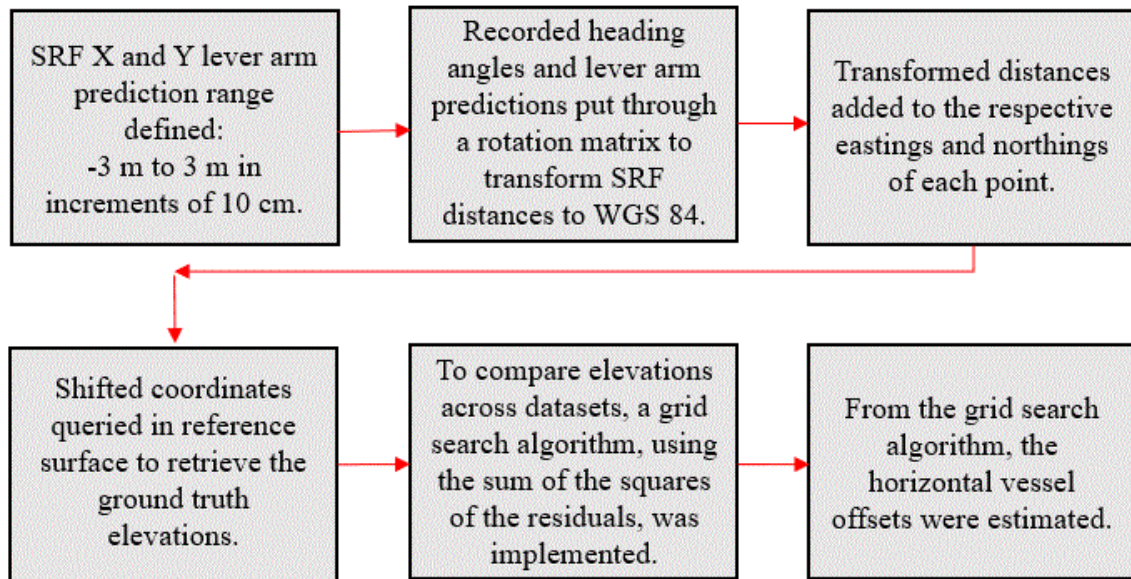 SRF X and Y lever arm
prediction range
defined:
-3 m to 3 m in
increments of 10 cm.
Recorded heading
angles and lever arm
predictions put through
a rotation matrix to
transform SRF
distances to WGS 84.
Transformed distances
added to the respective
eastings and northings
of each point.
Shifted coordinates
queried in reference
surface to retrieve the
ground truth
elevations.
To compare elevations
across datasets, a grid
search algorithm, using
the sum of the squares
of the residuals, was
implemented.
From the grid search
algorithm, the
horizontal vessel
offsets were estimated.